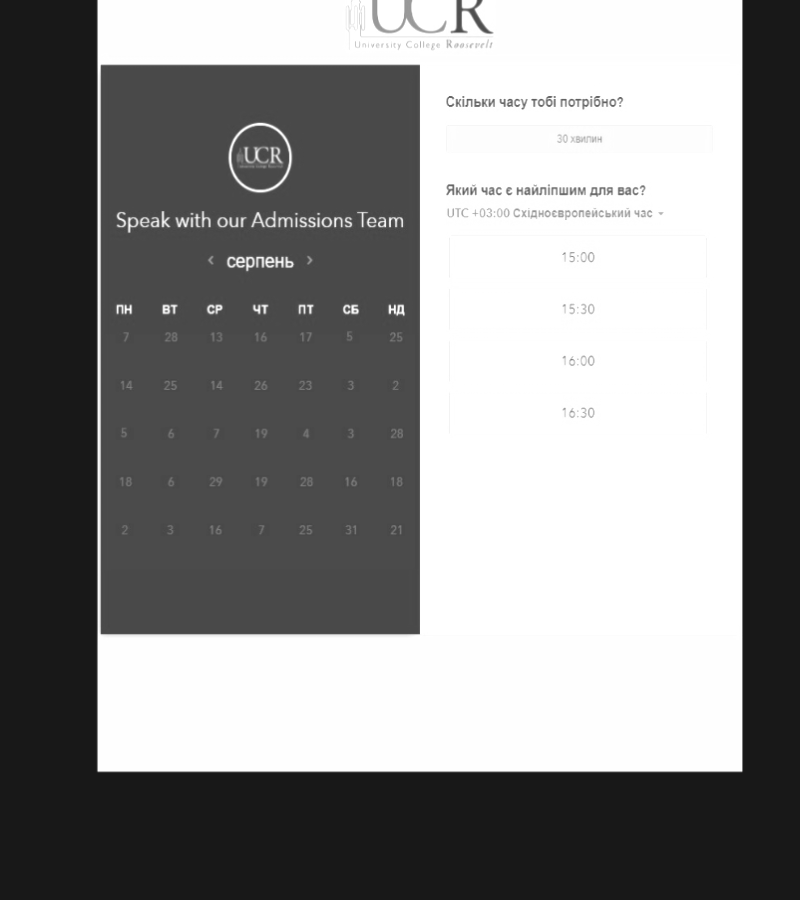 UCR
University College Roosevelt
UCR
Speak with our Admissions Team
< серпень >
ПН ВТ СР ЧТ ПТ СБ НД
7 28 13 16 17 5 25
14 25 14 26 23 3 2
5 6 7 19 4 3 28
18 6 29 19 28 16 18
2 3 16 7 25 31 21
Скільки часу тобі потрібно?
30 хвилин
Який час є найліпшим для вас?
UTC +03:00 Східноєвропейський час
15:00
15:30
16:00
16:30